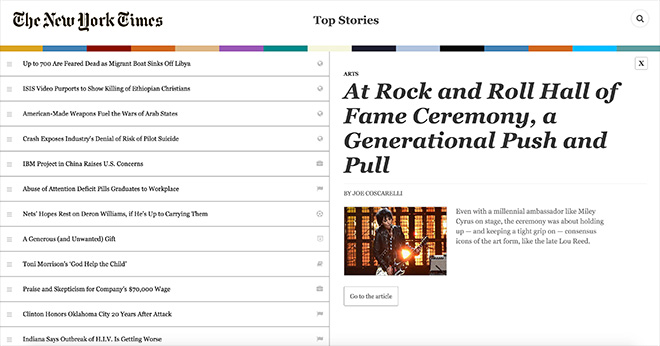 The New York Times
Top Stories
Up to 700 Are Feared Dead as Migrant Boat Sinks Off Libya
ISIS Video Purports to Show Killing of Ethiopian Christians
American-Made Weapons Fuel the Wars of Arab States
Crash Exposes Industry's Denial of Risk of Pilot Suicide
IBM Project in China Raises U.S. Concerns
Abuse of Attention Deficit Pills Graduates to Workplace
Nets' Hopes Rest on Deron Williams, if He's Up to Carrying Them
A Generous (and Unwanted) Gift
Toni Morrison's 'God Help the Child'
Praise and Skepticism for Company's $70,000 Wage
Clinton Honors Oklahoma City 20 Years After Attack
Indiana Says Outbreak of H.I.V. Is Getting Worse
X
ARTS
At Rock and Roll Hall of
Fame Ceremony, a
Generational Push and
Pull
BY JOE COSCARELLI
Even with a millennial ambassador like Miley
Cyrus on stage, the ceremony was about holding
up — and keeping a tight grip on — consensus
icons of the art form, like the late Lou Reed.
Go to the article